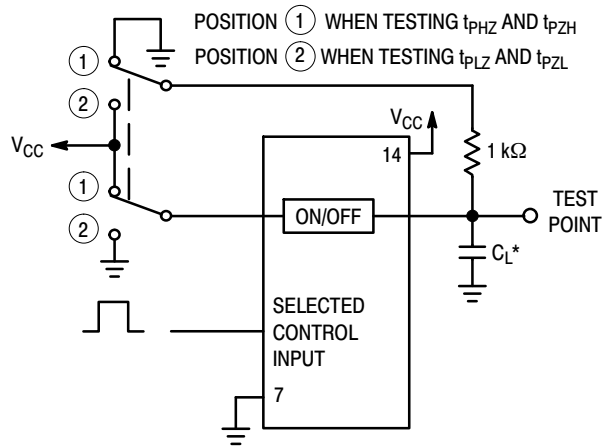 POSITION 1 WHEN TESTING tPHZ AND tPZH
POSITION 2 WHEN TESTING tPLZ AND tPZL
1
2
VCC
1
2
VCC
14
1 kΩ
ON/OFF
TEST
POINT
CL*
SELECTED
CONTROL
INPUT
7